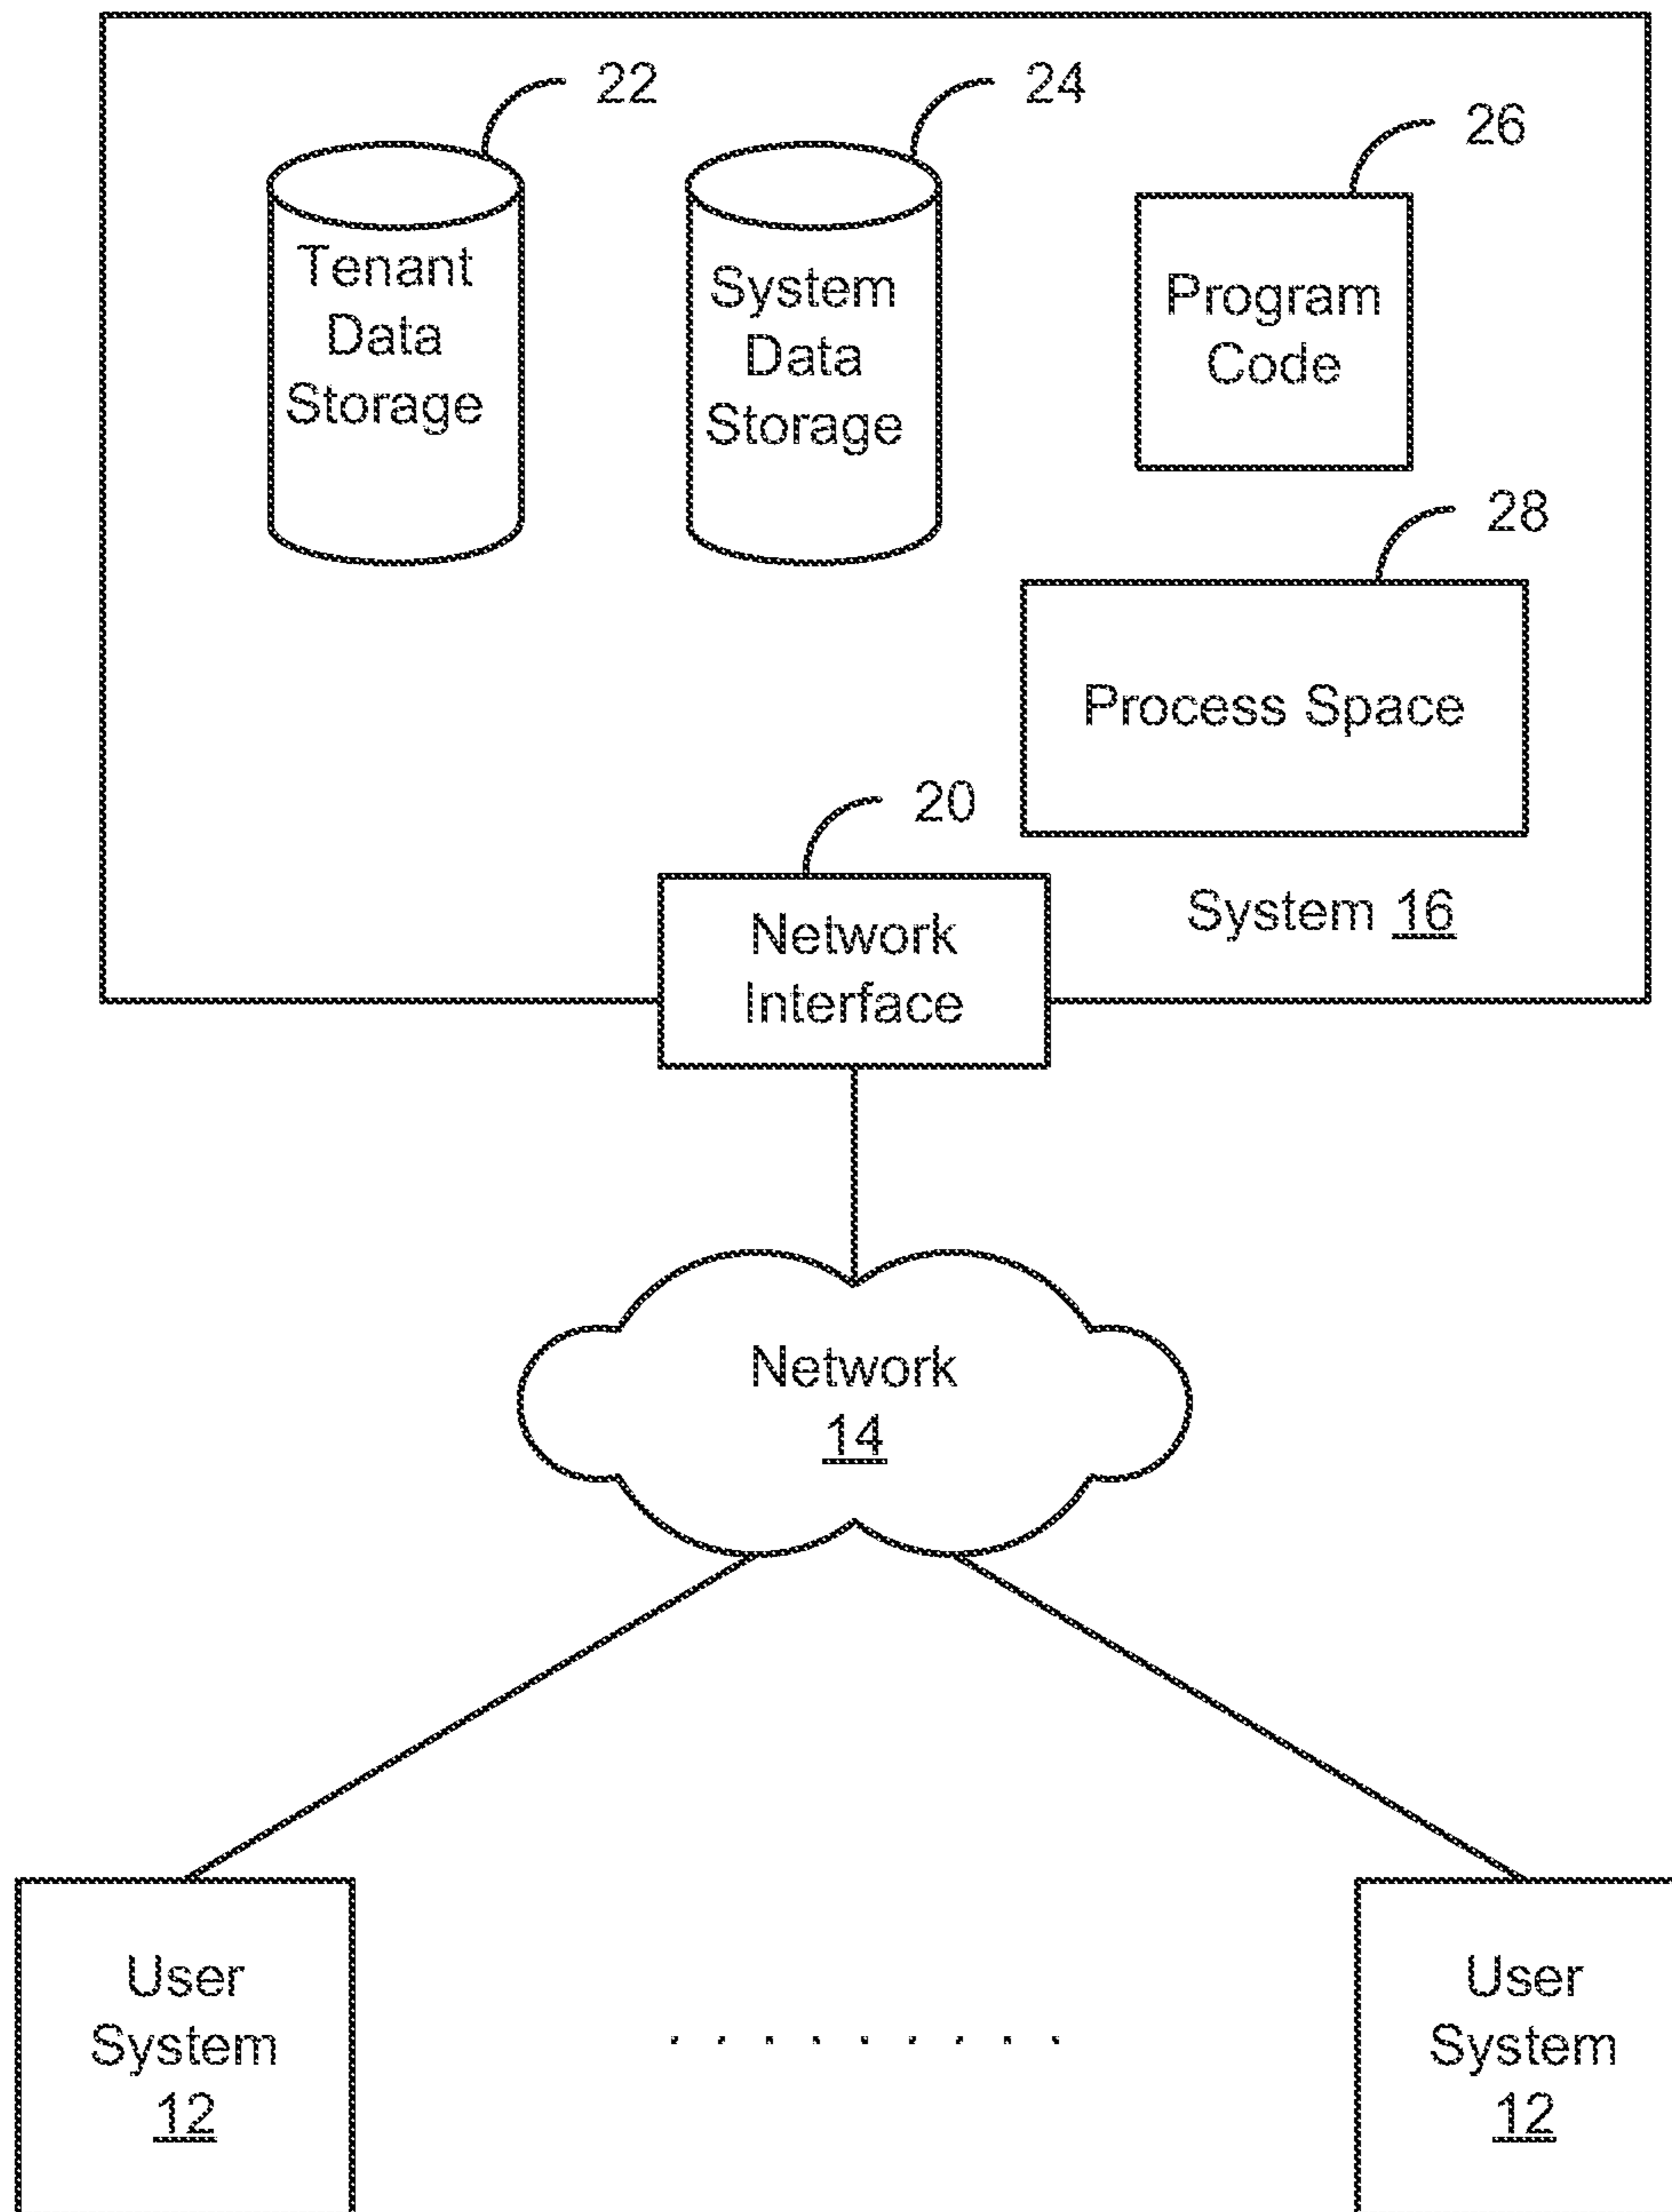 22
24
26
Tenant
Data
Storage
System
Data
Storage
Program
Code
28
Process Space
20
Network
Interface
System 16
Network
14
User
System
12
User
System
12